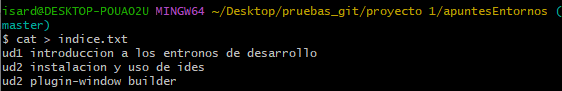 isard@DESKTOP-POUAO2U MINGW64 ~/Desktop/pruebas_git/proyecto 1/apuntesEntornos (
master)
$ cat > indice.txt
ud1 introduccion a los entronos de desarrollo
ud2 instalacion y uso de ides
ud2 plugin-window builder